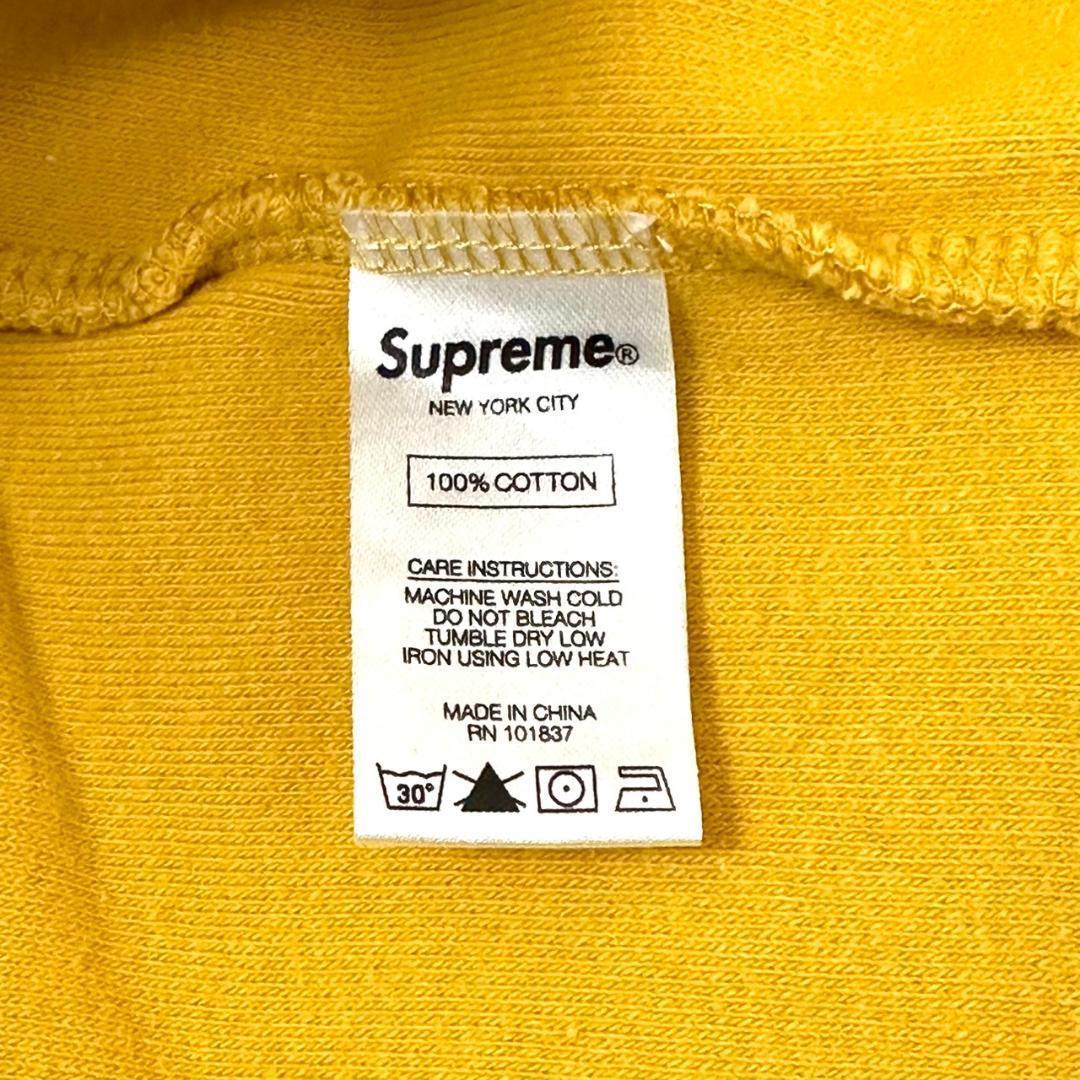 Supreme®
NEW YORK CITY
100% COTTON
CARE INSTRUCTIONS:
MACHINE WASH COLD
DO NOT BLEACH
TUMBLE DRY LOW
IRON USING LOW HEAT
MADE IN CHINA
RN 101837
30°